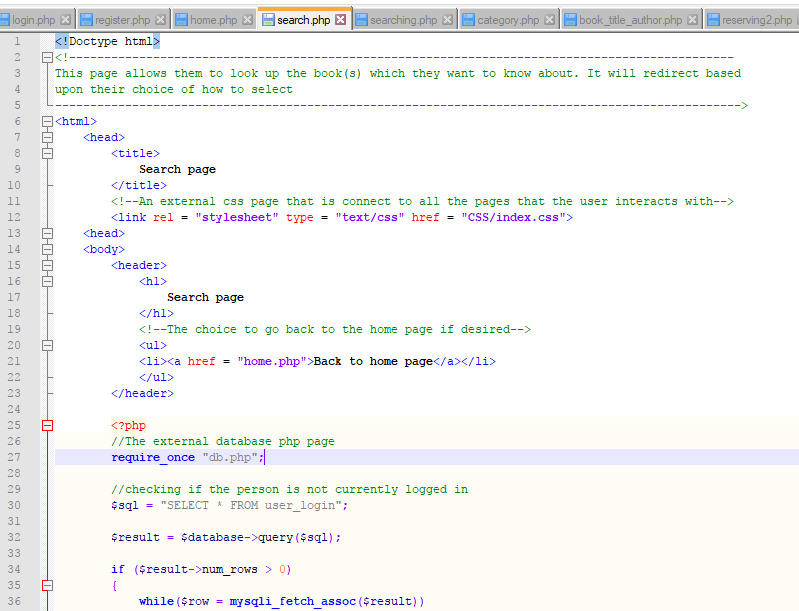 login.php register.php home.php search.php searching.php category.php book_title_author.php reserving2.php
1 <!Doctype html>
2 <!-----------------------------------------------------------------------------------------------
3 This page allows them to look up the book(s) which they want to know about. It will redirect based
4 upon their choice of how to select
5 -------------------------------------------------------------------------------------------------->
6 <html>
7 <head>
8 <title>
9 Search page
10 </title>
11 <!--An external css page that is connect to all the pages that the user interacts with-->
12 <link rel = "stylesheet" type = "text/css" href = "CSS/index.css">
13 <head>
14 <body>
15 <header>
16 <h1>
17 Search page
18 </h1>
19 <!--The choice to go back to the home page if desired-->
20 <ul>
21 <li><a href = "home.php">Back to home page</a></li>
22 </ul>
23 </header>
24
25 <?php
26 //The external database php page
27 require_once "db.php";
28
29 //checking if the person is not currently logged in
30 $sql = "SELECT * FROM user_login";
31
32 $result = $database->query($sql);
33
34 if ($result->num_rows > 0)
35 {
36 while($row = mysqli_fetch_assoc($result))